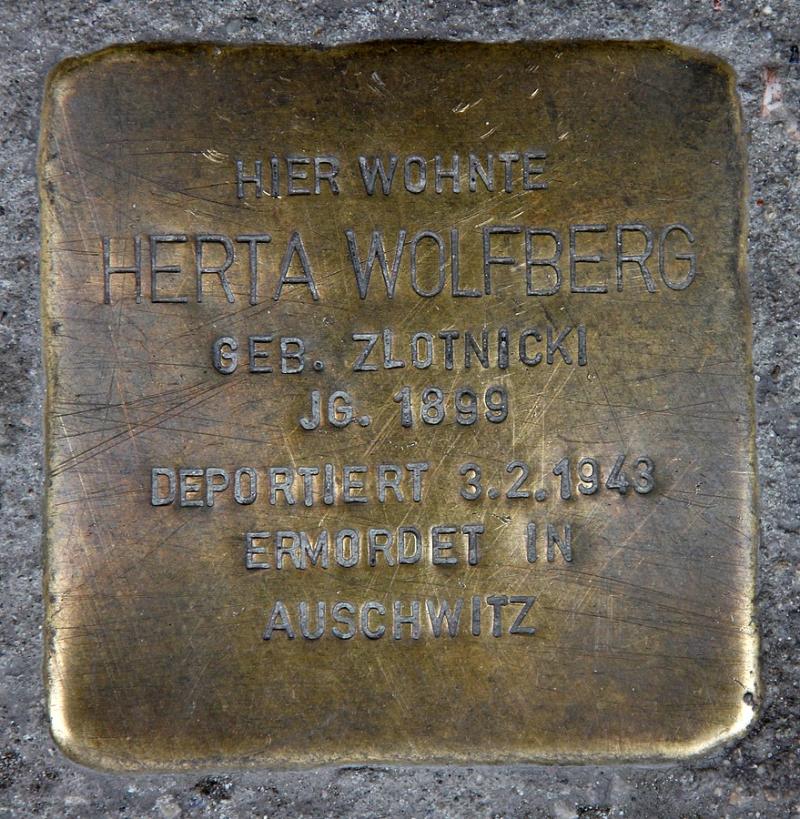 HIER WOHNTE
HERTA WOLFBERG
GEB. ZLOTNICKI
JG. 1899
DEPORTIERT 3.2.1943
ERMORDET IN
AUSCHWITZ